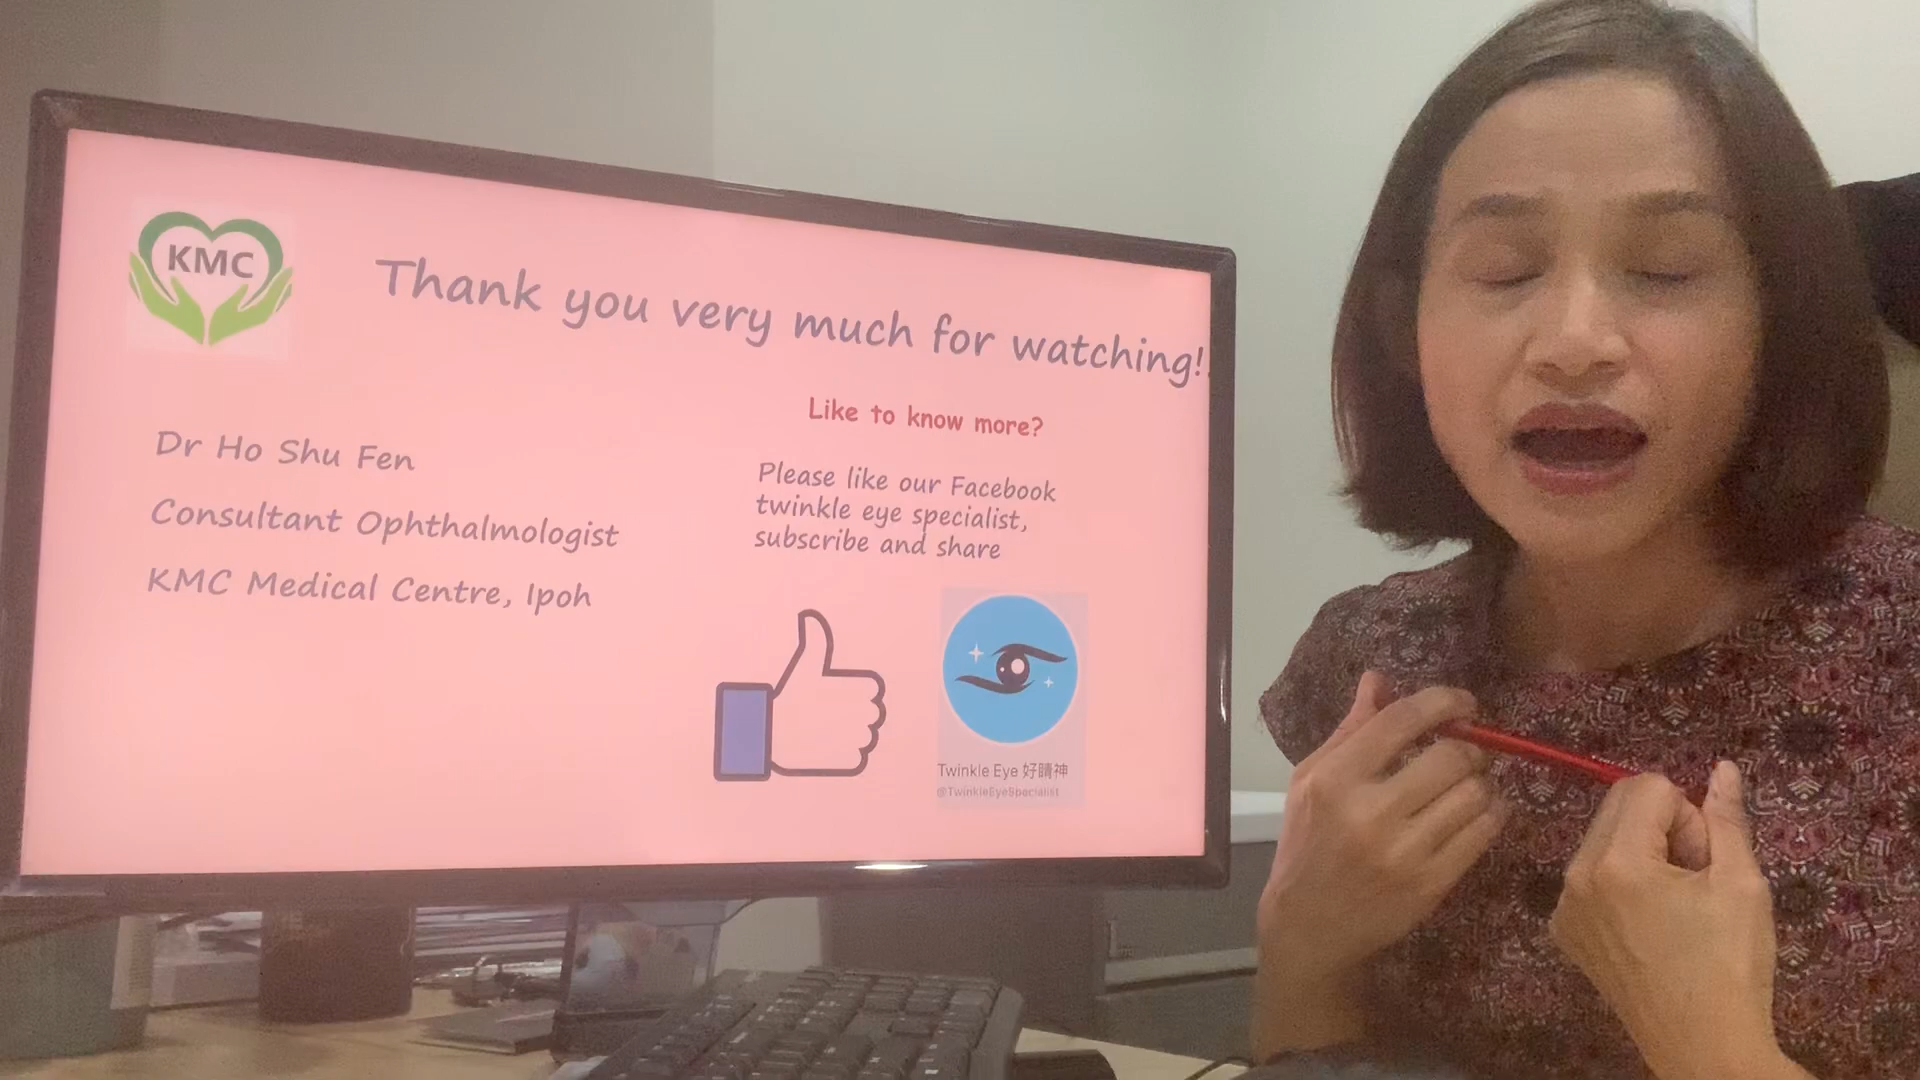 KMC
Thank you very much for watching!
Dr Ho Shu Fen
Consultant Ophthalmologist
KMC Medical Centre, Ipoh
Like to know more?
Please like our Facebook
twinkle eye specialist,
subscribe and share
Twinkle Eye 好睛神
@TwinkleEyeSpecialist